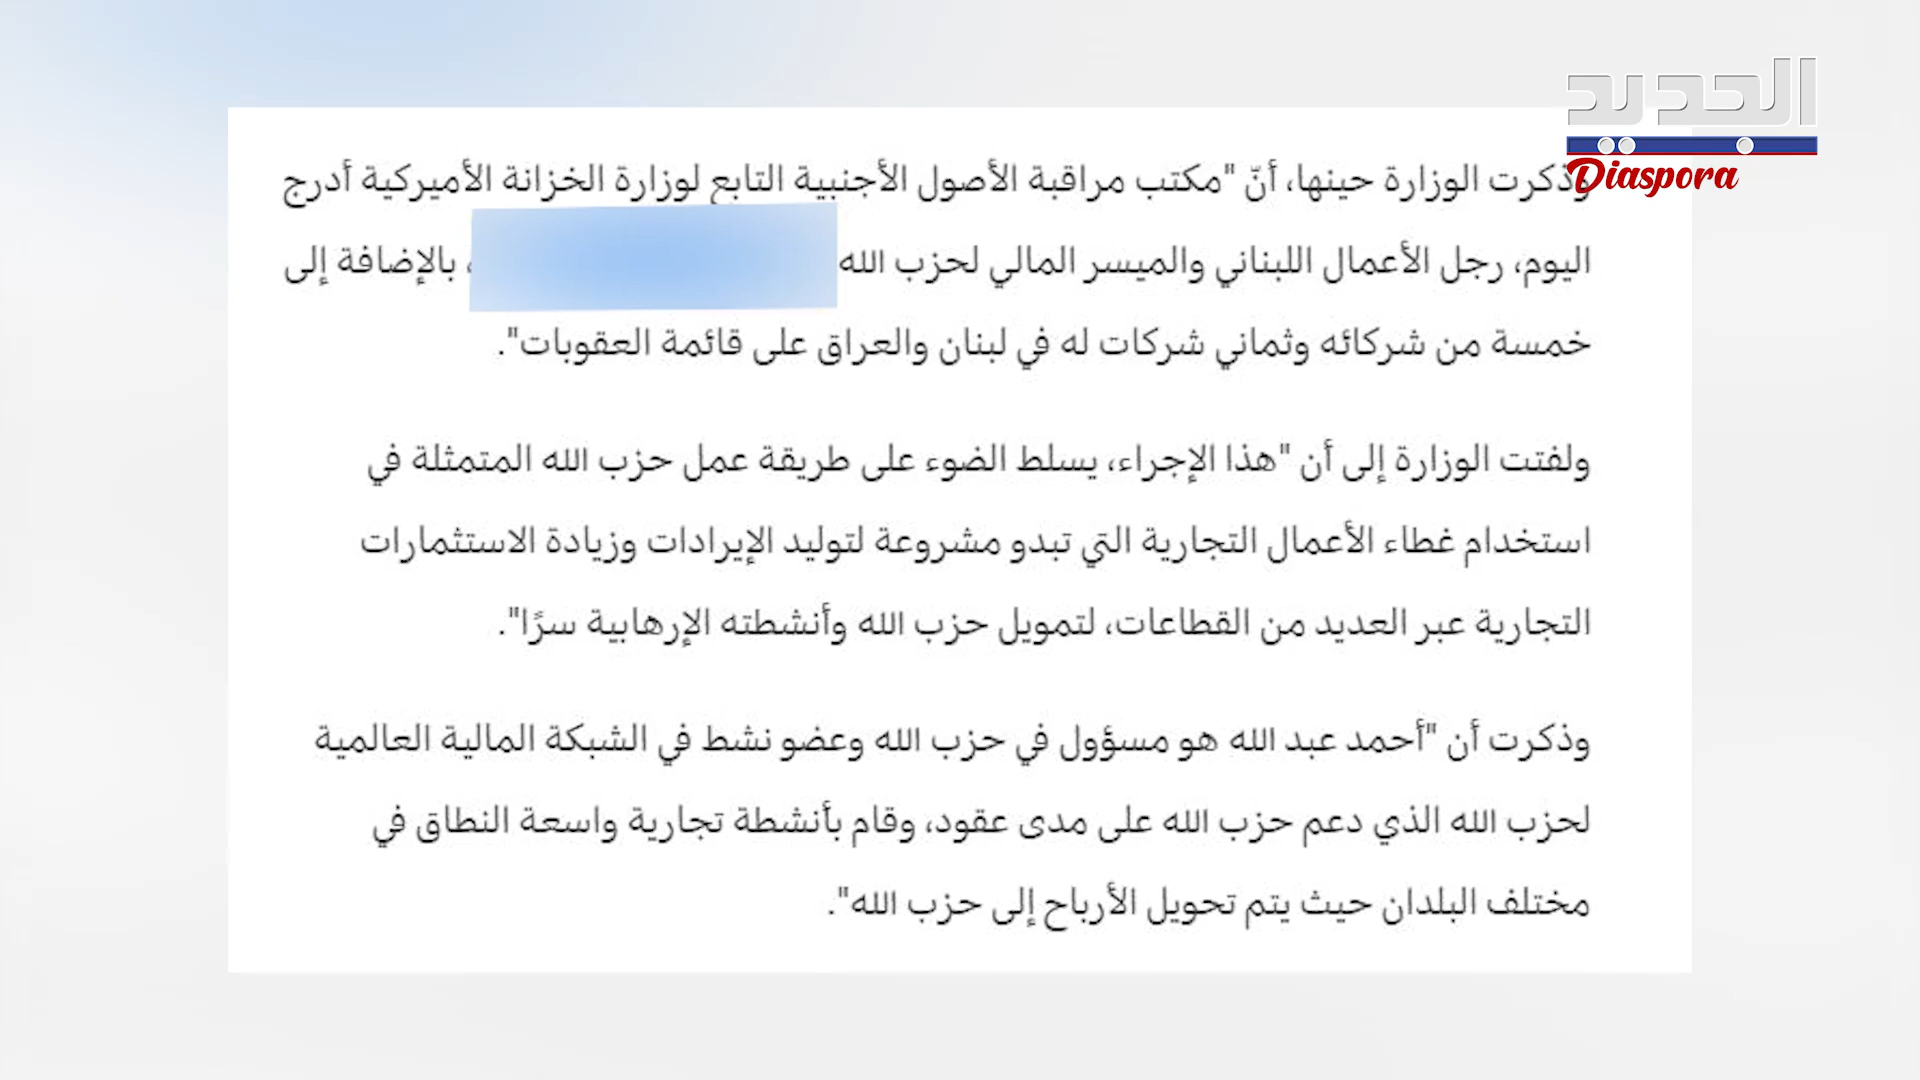 الجديد
Diaspora
وذكرت الوزارة حينها، أنّ "مكتب مراقبة الأصول الأجنبية التابع لوزارة الخزانة الأميركية أدرج
اليوم، رجل الأعمال اللبناني والميسر المالي لحزب الله ، بالإضافة إلى
خمسة من شركائه وثماني شركات له في لبنان والعراق على قائمة العقوبات".
ولفتت الوزارة إلى أن "هذا الإجراء، يسلط الضوء على طريقة عمل حزب الله المتمثلة في
استخدام غطاء الأعمال التجارية التي تبدو مشروعة لتوليد الإيرادات وزيادة الاستثمارات
التجارية عبر العديد من القطاعات، لتمويل حزب الله وأنشطته الإرهابية سرًا".
وذكرت أن "أحمد عبد الله هو مسؤول في حزب الله وعضو نشط في الشبكة المالية العالمية
لحزب الله الذي دعم حزب الله على مدى عقود، وقام بأنشطة تجارية واسعة النطاق في
مختلف البلدان حيث يتم تحويل الأرباح إلى حزب الله".